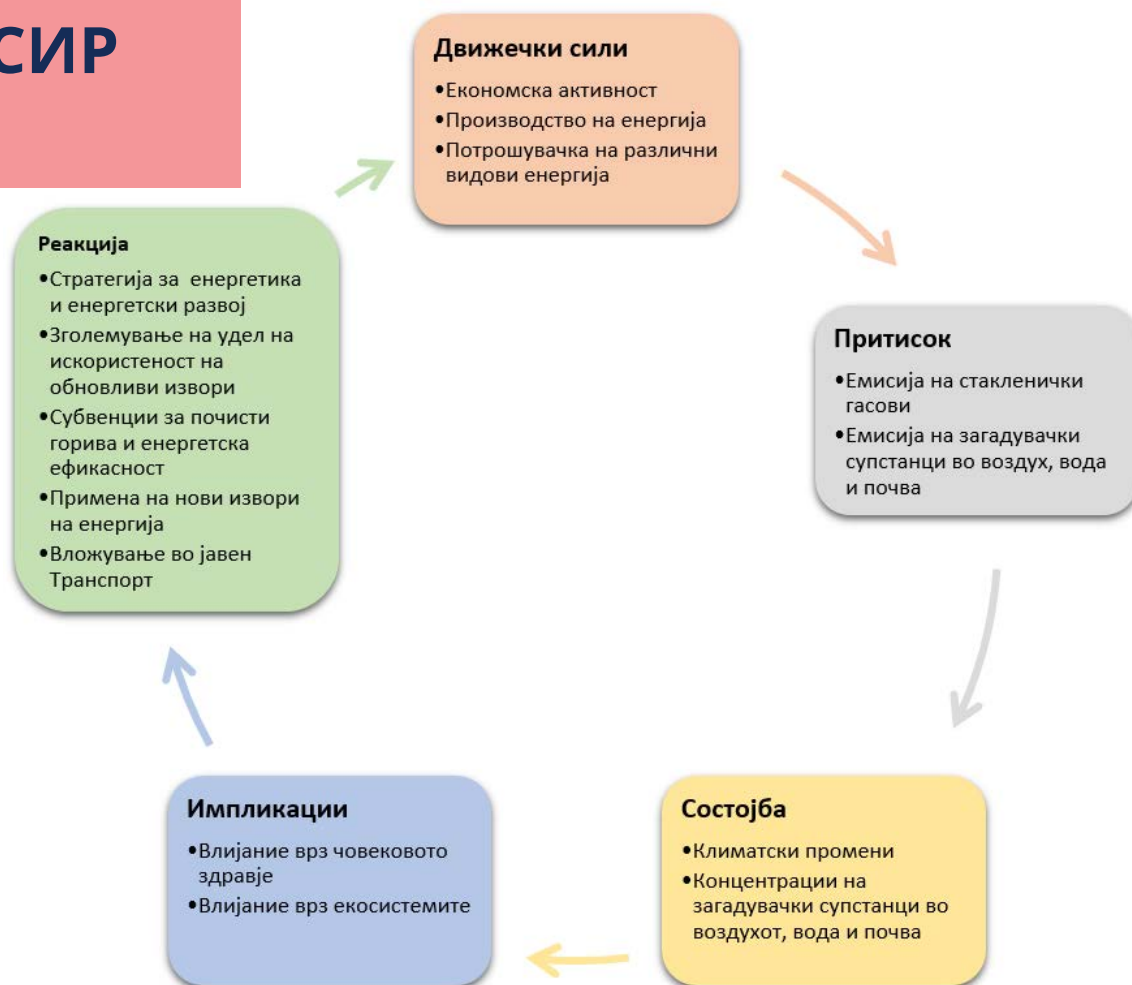 СИР
Движечки сили
•Економска активност
•Производство на енергија
•Потрошувачка на различни
видови енергија
Реакција
•Стратегија за енергетика
и енергетски развој
•Зголемување на удел на
искористеност на
обновливи извори
•Субвенции за почисти
горива и енергетска
ефикасност
•Примена на нови извори
на енергија
•Вложување во јавен
Транспорт
Притисок
•Емисија на стакленички
гасови
•Емисија на загадувачки
супстанци во воздух, вода
и почва
Импликации
•Влијание врз човековото
здравје
•Влијание врз екосистемите
Состојба
•Климатски промени
•Концентрации на
загадувачки супстанци во
воздухот, вода и почва